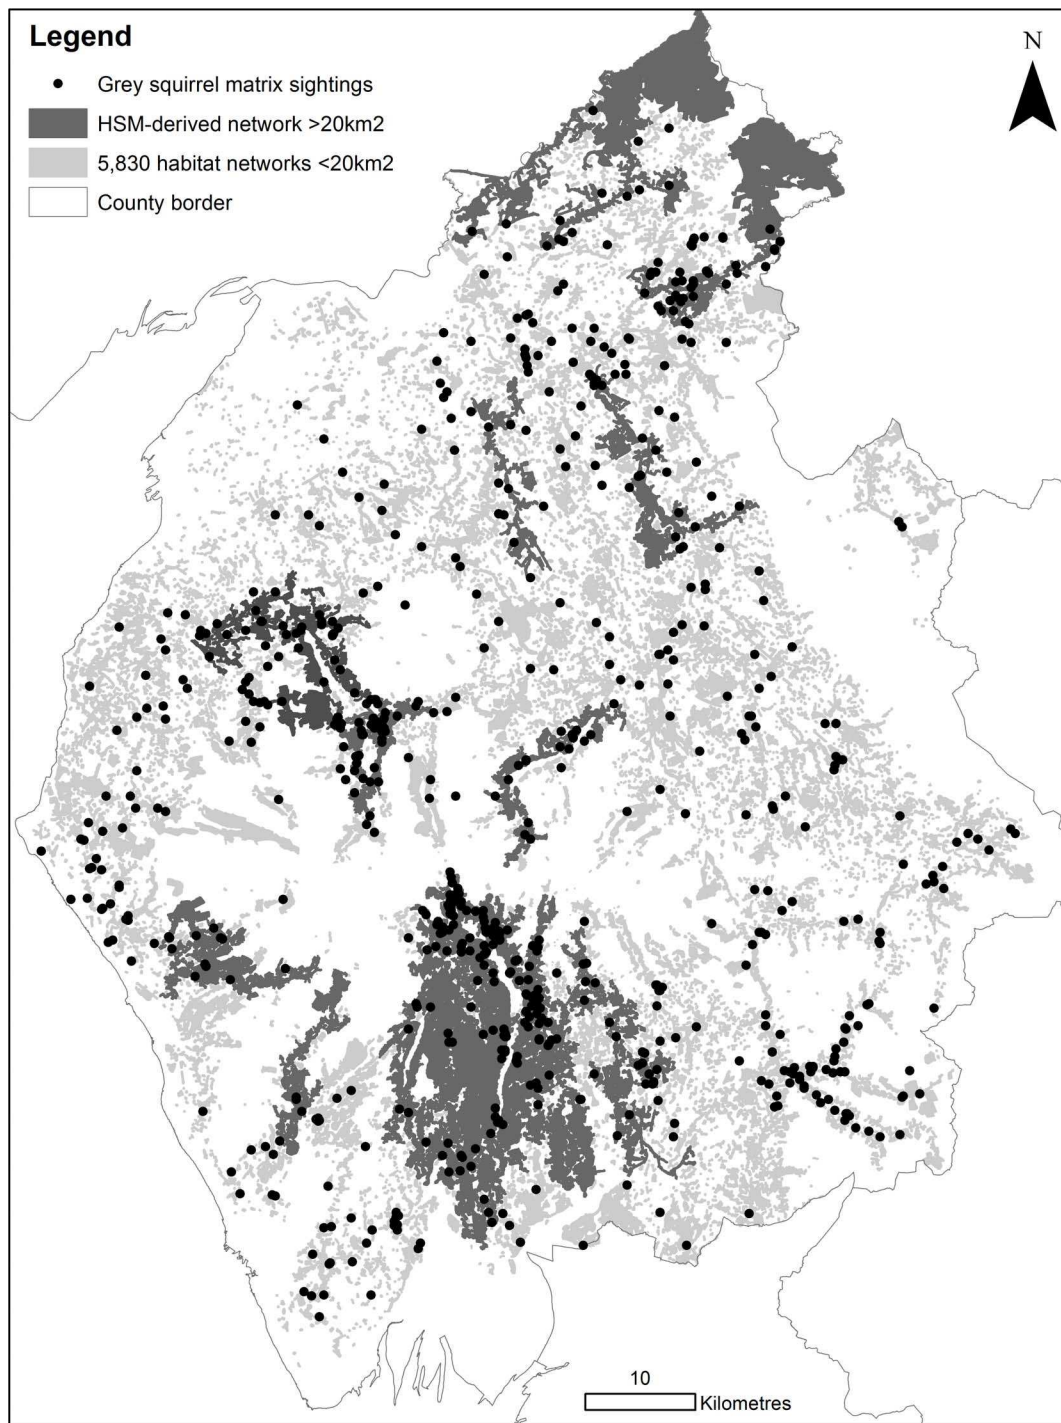 Legend
Grey squirrel matrix sightings
HSM-derived network >20km2
5,830 habitat networks <20km2
County border
N
10
Kilometres